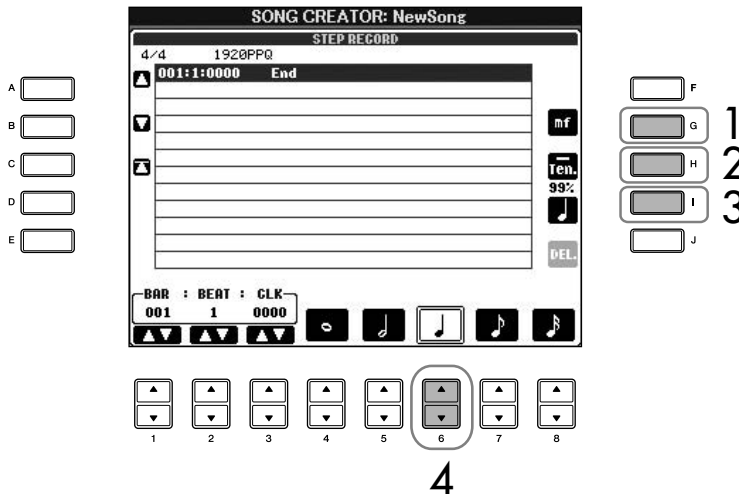 SONG CREATOR: NewSong
STEP RECORD
4/4 1920PPQ
001:1:0000 End
A
B
C
D
E
mf
Ten.
99%
DEL.
F
G 1
H 2
I 3
J
BAR : BEAT : CLK
001 1 0000
1 2 3 4 5 6 7 8
4